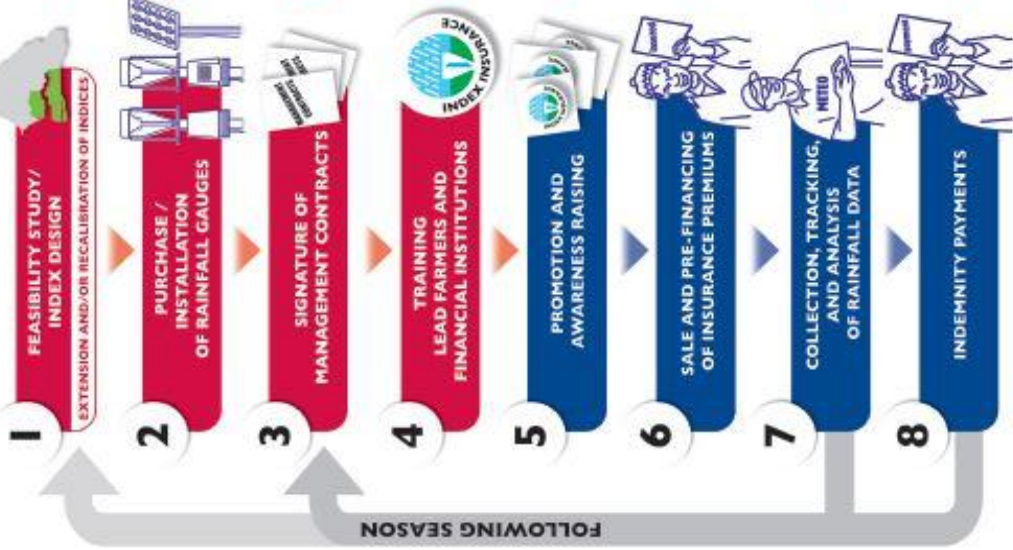 1
FEASIBILITY STUDY/
INDEX DESIGN
EXTENSION AND/OR RECALIBRATION OF INDICES
2
PURCHASE /
INSTALLATION
OF RAINFALL GAUGES
3
SIGNATURE OF
MANAGEMENT CONTRACTS
4
TRAINING
LEAD FARMERS AND
FINANCIAL INSTITUTIONS
INDEX INSURANCE
5
PROMOTION AND
AWARENESS RAISING
6
SALE AND PRE-FINANCING
OF INSURANCE PREMIUMS
7
COLLECTION, TRACKING,
AND ANALYSIS
OF RAINFALL DATA
8
INDEMNITY PAYMENTS
FOLLOWING SEASON